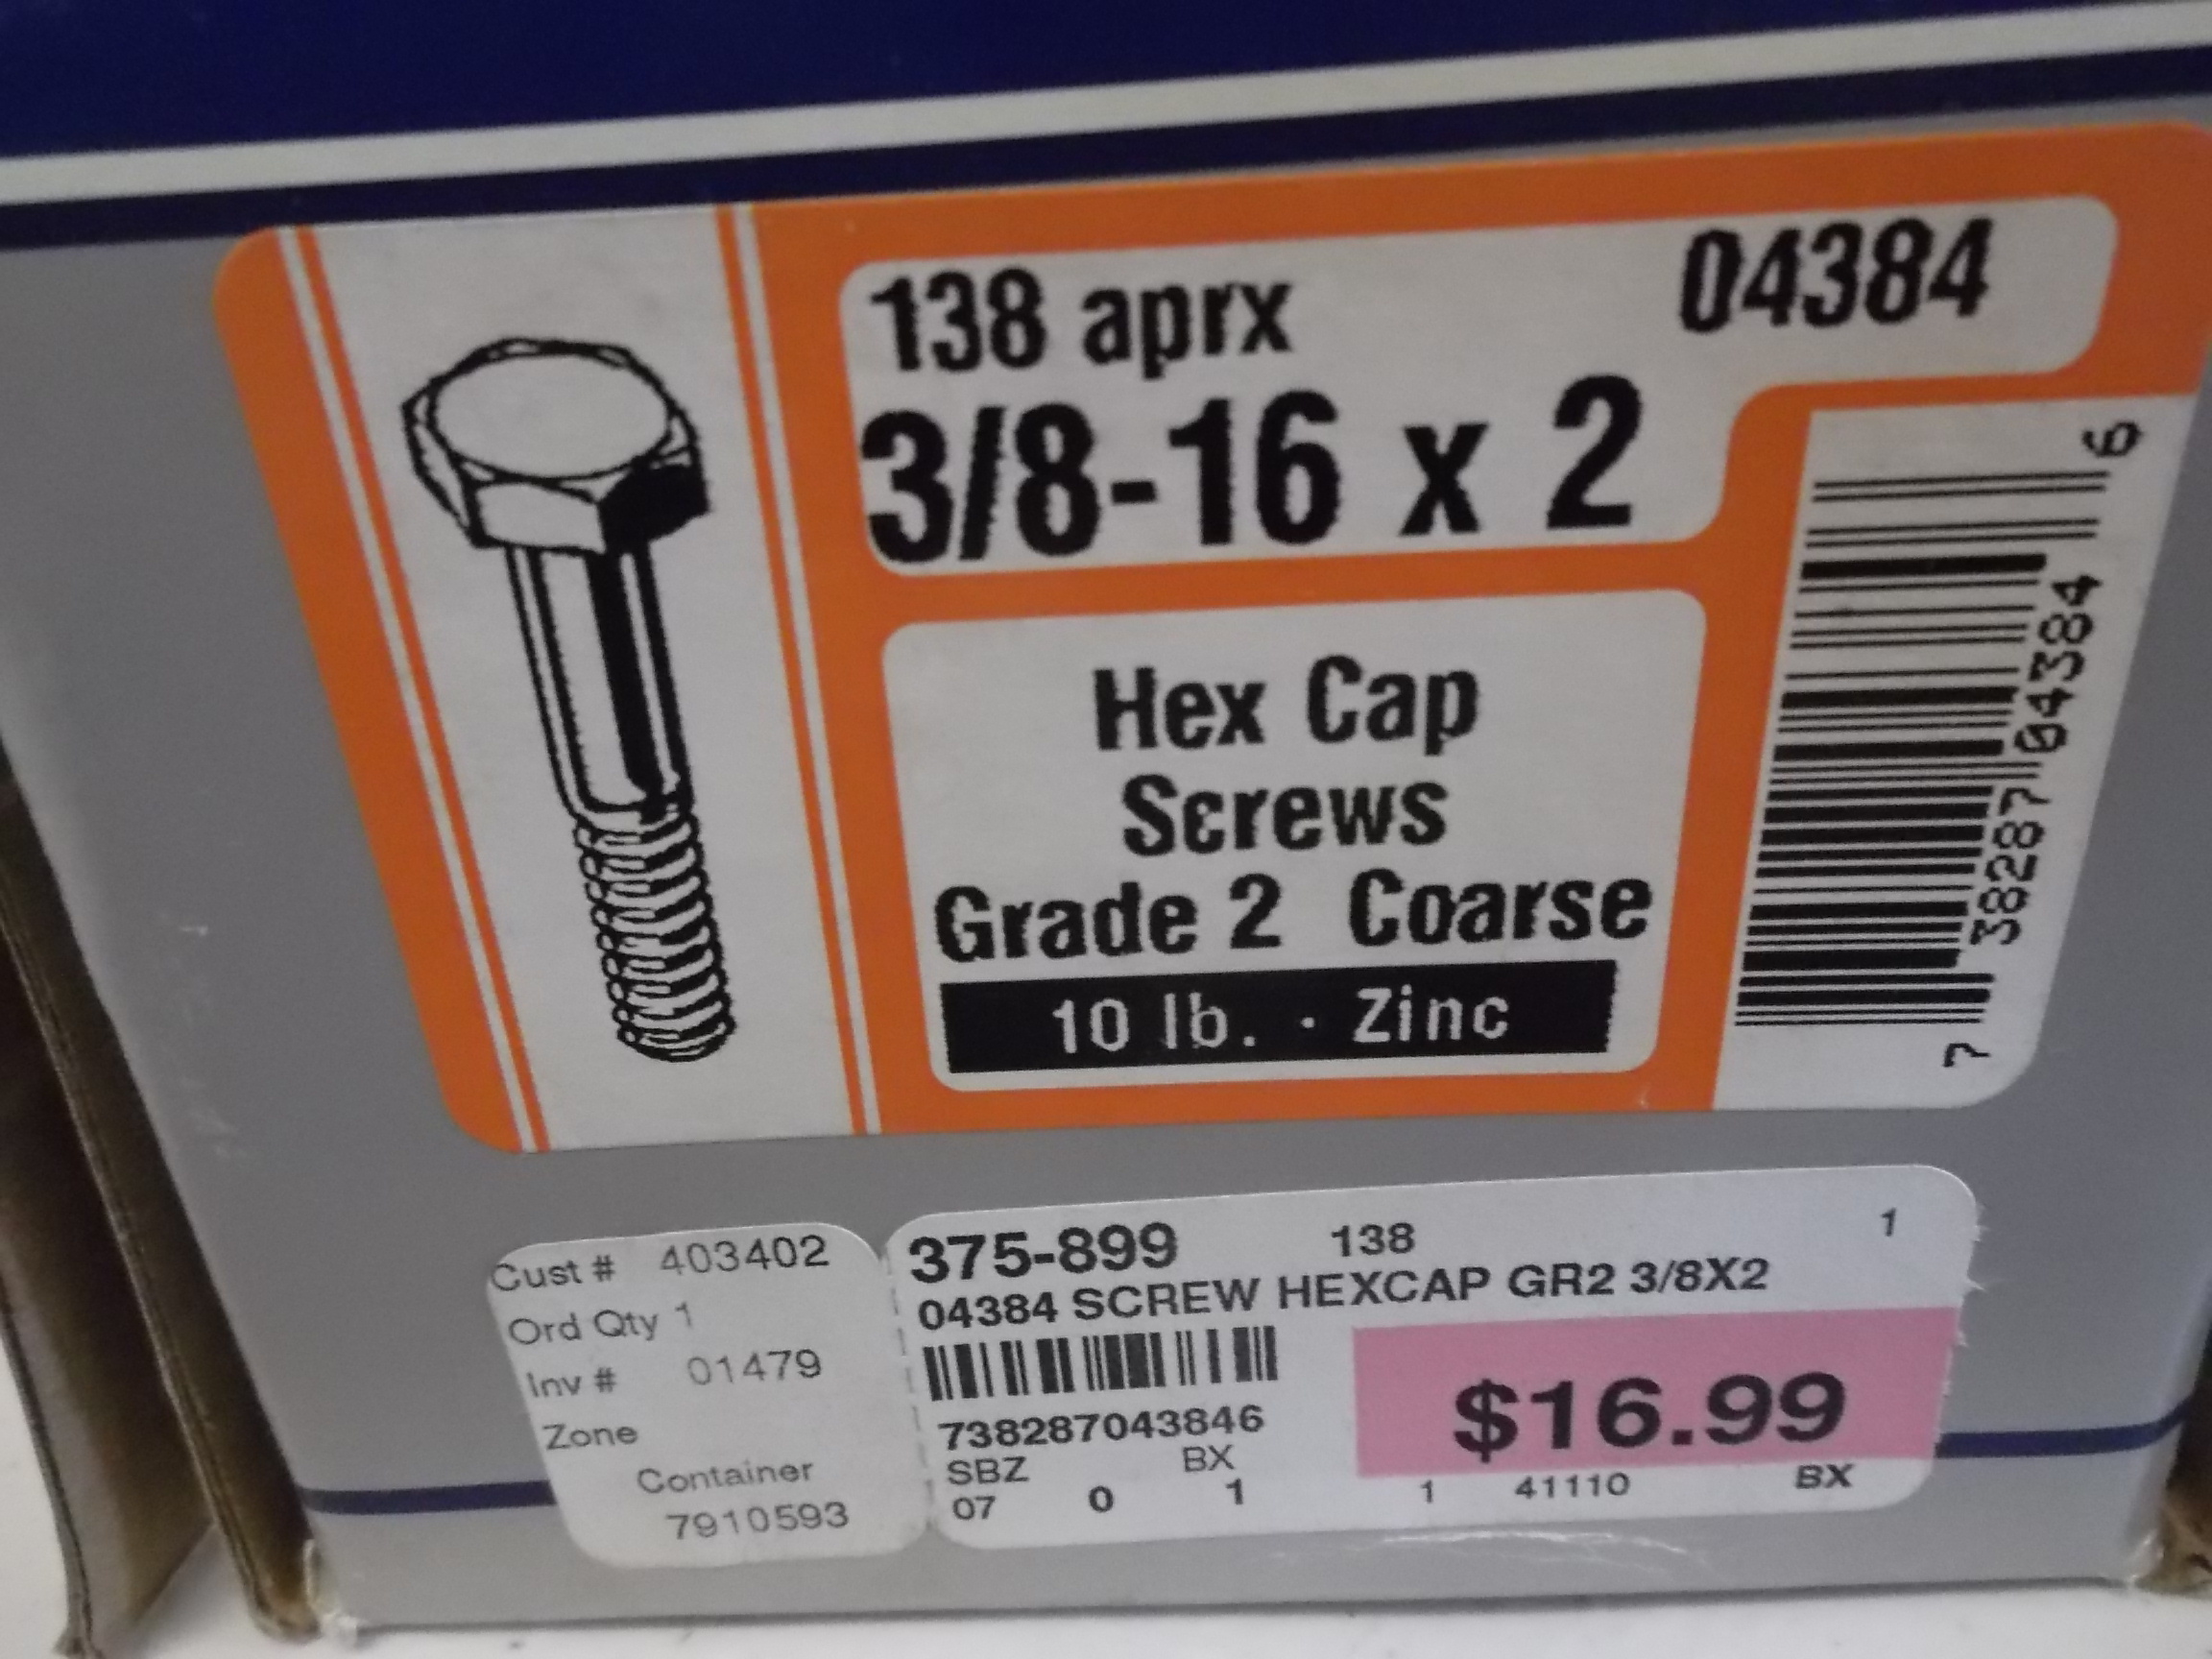 138 aprx 04384
3/8-16 x 2
Hex Cap
Screws
Grade 2 Coarse
10 lb. · Zinc
7 38287 04384 6
Cust # 403402
Ord Qty 1
Inv # 01479
Zone
Container
7910593
375-899 138 1
04384 SCREW HEXCAP GR2 3/8X2
$16.99
738287043846
SBZ BX
07 0 1 1 41110 BX